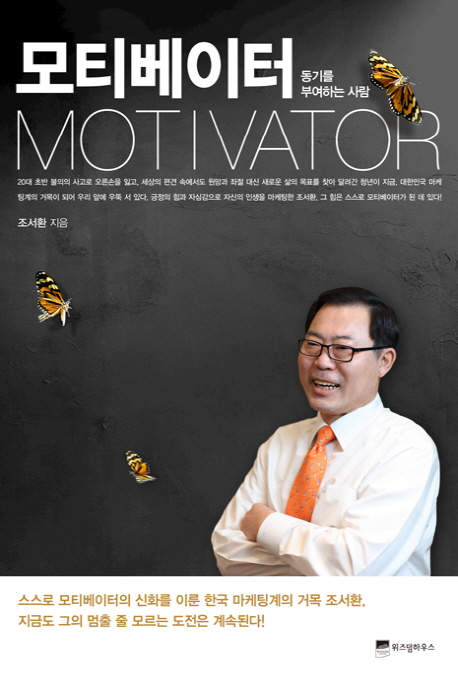 모티베이터
동기를
부여하는 사람
MOTIVATOR
20대 초반 불의의 사고로 오른손을 잃고, 세상의 편견 속에서도 원망과 좌절 대신 새로운 삶의 목표를 찾아 달려간 청년이 지금, 대한민국 마케
팅계의 거목이 되어 우리 앞에 우뚝 서 있다. 긍정의 힘과 자심감으로 자신의 인생을 마케팅한 조서환, 그 힘은 스스로 모티베이터가 된 데 있다!
조서환 지음
스스로 모티베이터의 신화를 이룬 한국 마케팅계의 거목 조서환,
지금도 그의 멈출 줄 모르는 도전은 계속된다!
위즈덤하우스